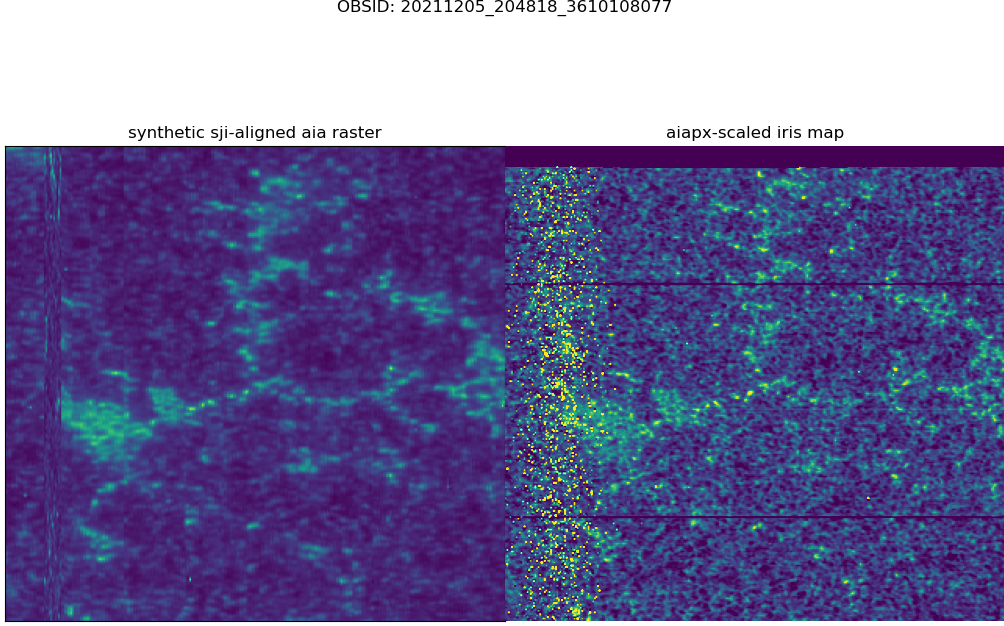 OBSID: 20211205_204818_3610108077
synthetic sji-aligned aia raster
aiapx-scaled iris map